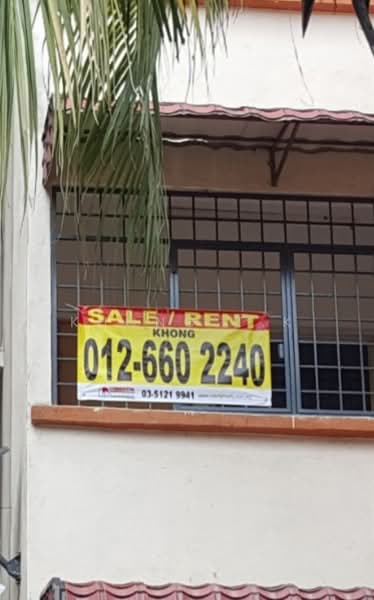 SALE / RENT
KHONG
012-660 2240
03-5121 9941